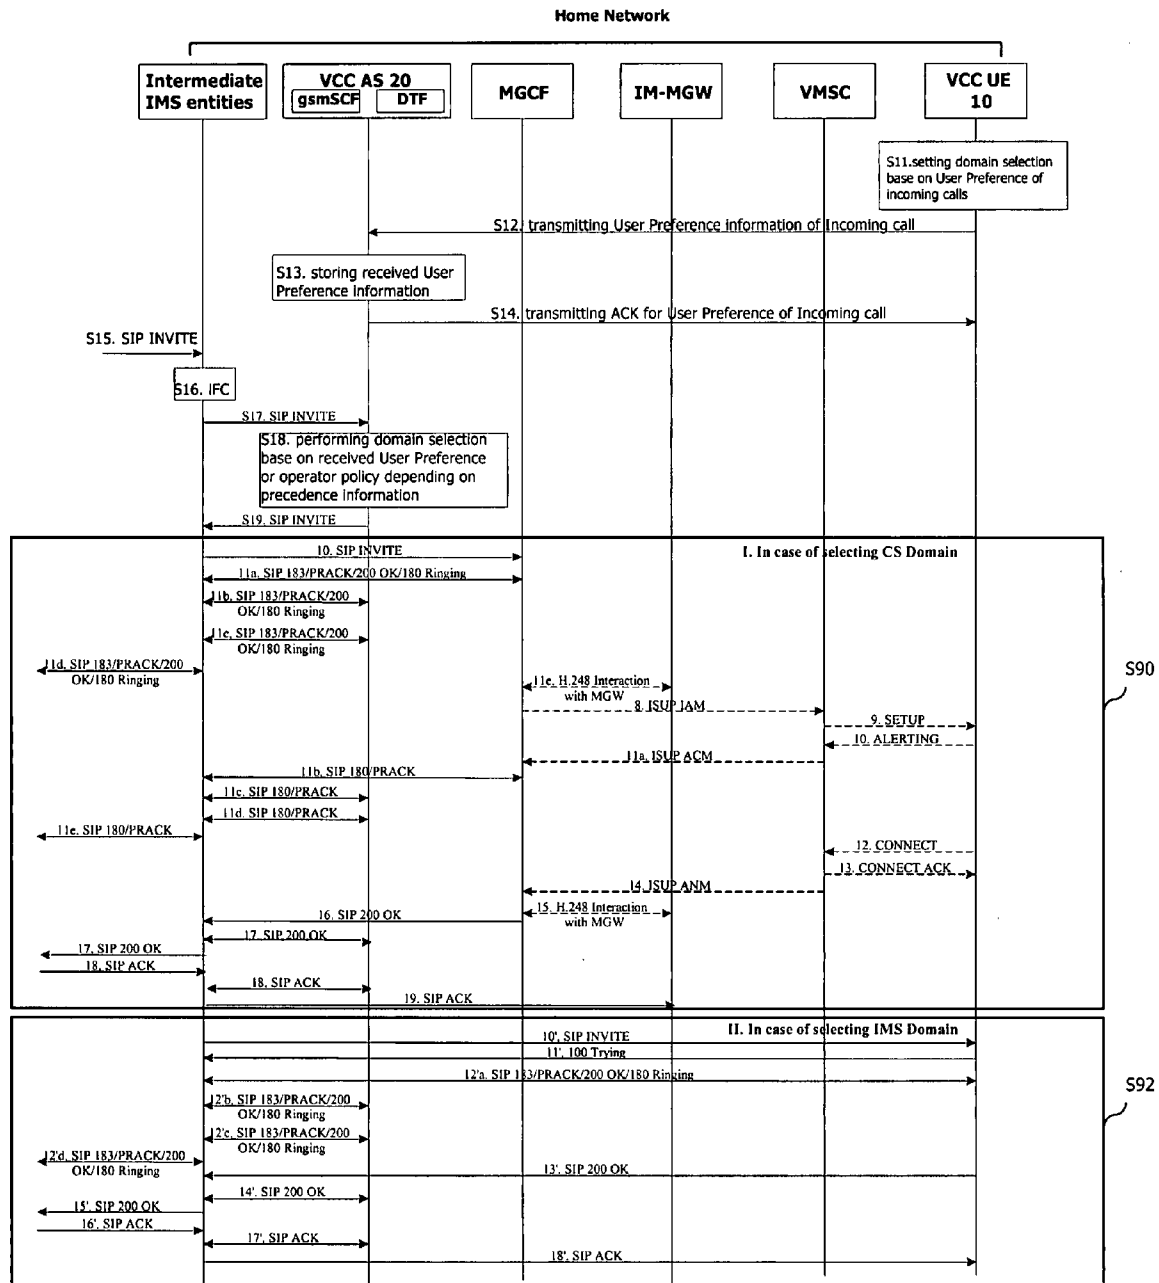 Home Network
Intermediate
IMS entities
VCC AS 20
gsmSCF
DTF
MGCF
IM-MGW
VMSC
VCC UE
10
S11.setting domain selection
base on User Preference of
incoming calls
S12. transmitting User Preference information of Incoming call
S13. storing received User
Preference Information
S14. transmitting ACK for User Preference of Incoming call
S15. SIP INVITE
S16. IFC
S17. SIP INVITE
S18. performing domain selection
base on received User Preference
or operator policy depending on
precedence information
S19. SIP INVITE
I. In case of selecting CS Domain
10. SIP INVITE
11a. SIP 183/PRACK/200 OK/180 Ringing
11b. SIP 183/PRACK/200
OK/180 Ringing
11c. SIP 183/PRACK/200
OK/180 Ringing
11d. SIP 183/PRACK/200
OK/180 Ringing
S90
11e. H.248 Interaction
with MGW
8. ISUP IAM
9. SETUP
10. ALERTING
11a. ISUP ACM
11b. SIP 180/PRACK
11c. SIP 180/PRACK
11d. SIP 180/PRACK
11e. SIP 180/PRACK
12. CONNECT
13. CONNECT ACK
14. ISUP ANM
15. H.248 Interaction
with MGW
16. SIP 200 OK
17. SIP 200 OK
17. SIP 200 OK
18. SIP ACK
18. SIP ACK
19. SIP ACK
II. In case of selecting IMS Domain
10'. SIP INVITE
11'. 100 Trying
12'a. SIP 183/PRACK/200 OK/180 Ringing
S92
12'b. SIP 183/PRACK/200
OK/180 Ringing
12'c. SIP 183/PRACK/200
OK/180 Ringing
12'd. SIP 183/PRACK/200
OK/180 Ringing
13'. SIP 200 OK
14'. SIP 200 OK
15'. SIP 200 OK
16'. SIP ACK
17'. SIP ACK
18'. SIP ACK